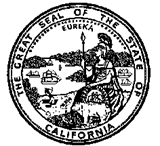 THE GREAT SEAL OF THE STATE OF CALIFORNIA
EUREKA